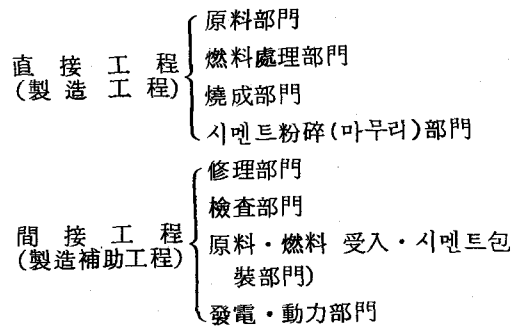 直接工程
(製造工程)
原料部門
燃料處理部門
燒成部門
시멘트粉碎(마무리)部門
間接工程
(製造補助工程)
修理部門
檢査部門
原料・燃料 受入・시멘트包
裝部門)
發電・動力部門